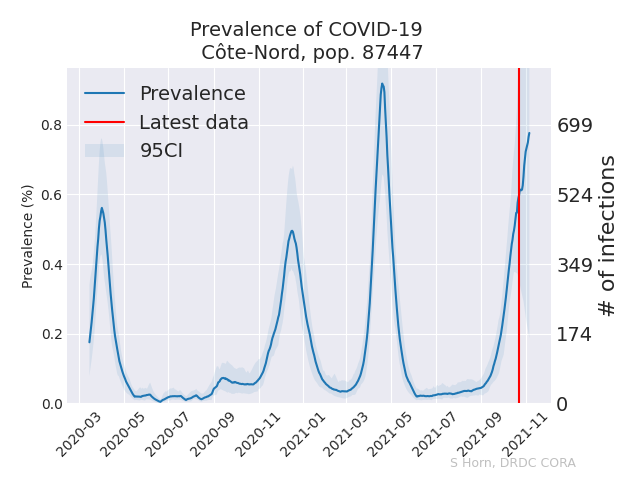 Prevalence of COVID-19
Côte-Nord, pop. 87447
Prevalence
Latest data
95CI
Prevalence (%)
0.8
0.6
0.4
0.2
0.0
699
524
349
174
0
# of infections
2020-03
2020-05
2020-07
2020-09
2020-11
2021-01
2021-03
2021-05
2021-07
2021-09
2021-11
S Horn, DRDC CORA